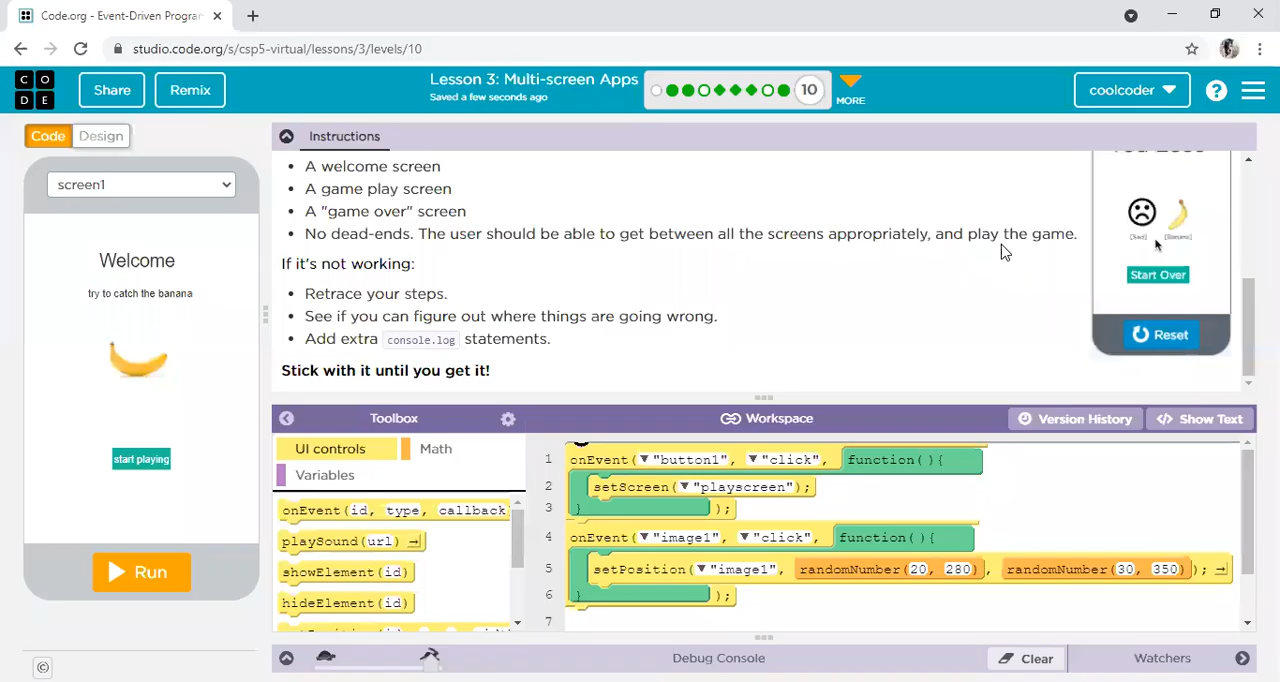 Code.org - Event-Driven Progra
studio.code.org/s/csp5-virtual/lessons/3/levels/10
C O
D E
Share
Remix
Lesson 3: Multi-screen Apps
Saved a few seconds ago
10
MORE
coolcoder
?
Code
Design
Instructions
screen1
Welcome
try to catch the banana
start playing
Run
A welcome screen
A game play screen
A "game over" screen
No dead-ends. The user should be able to get between all the screens appropriately, and play the game.
If it's not working:
Retrace your steps.
See if you can figure out where things are going wrong.
Add extra console.log statements.
Stick with it until you get it!
Start Over
Reset
Toolbox
Workspace
Version History
Show Text
UI controls
Math
Variables
onEvent(id, type, callback
playSound(url)
showElement(id)
hideElement(id)
1 onEvent("button1", "click", function(){
2 setScreen("playscreen");
3 } );
4 onEvent("image1", "click", function(){
5 setPosition("image1", randomNumber(20, 280), randomNumber(30, 350));
6 } );
7
Debug Console
Clear
Watchers
©